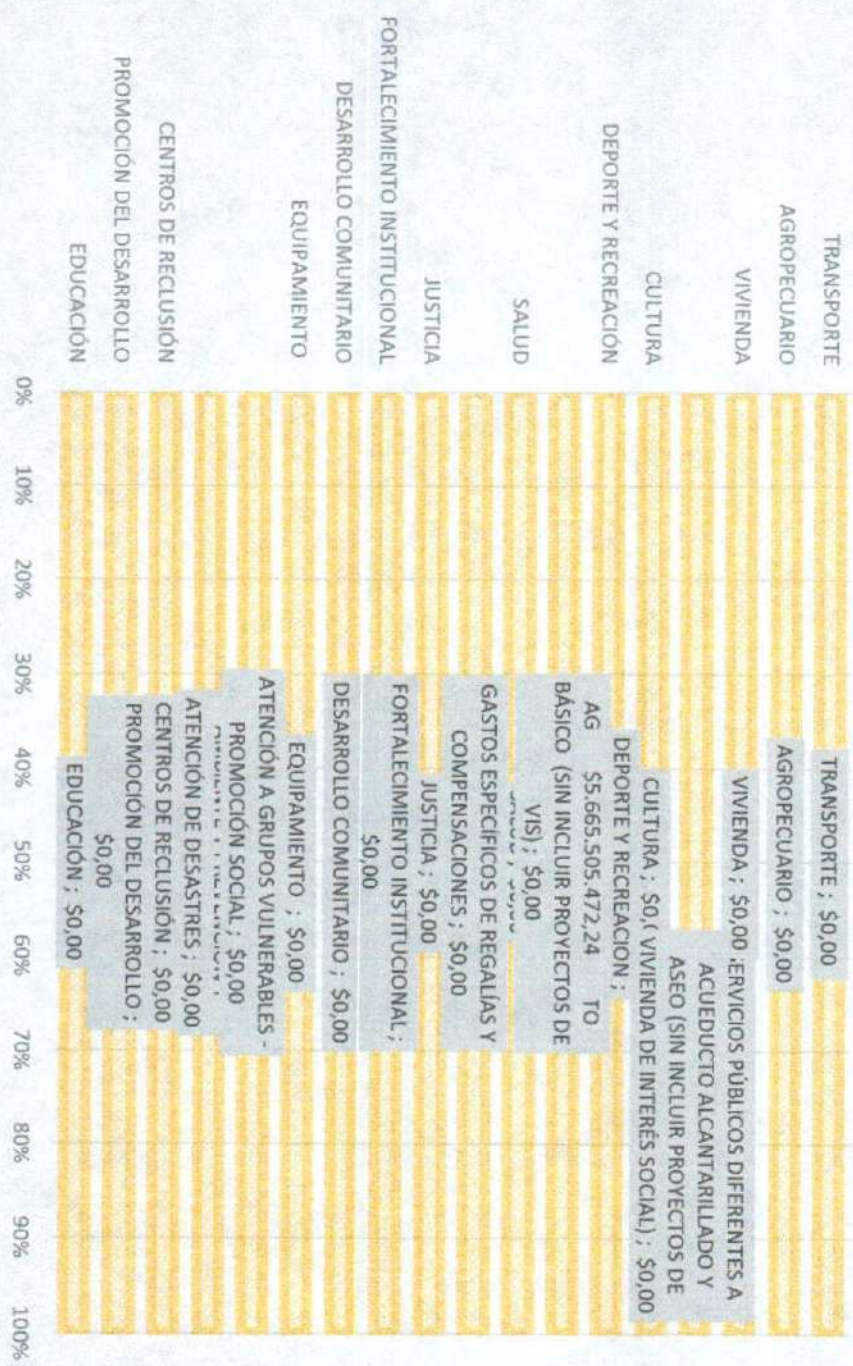 TRANSPORTE
AGROPECUARIO
VIVIENDA
CULTURA
DEPORTE Y RECREACIÓN
SALUD
JUSTICIA
FORTALECIMIENTO INSTITUCIONAL
DESARROLLO COMUNITARIO
EQUIPAMIENTO
CENTROS DE RECLUSIÓN
PROMOCIÓN DEL DESARROLLO
EDUCACIÓN
TRANSPORTE ; $0,00
AGROPECUARIO ; $0,00
VIVIENDA ; $0,00
PÚBLICOS DIFERENTES A
ACUEDUCTO ALCANTARILLADO Y
ASEO (SIN INCLUIR PROYECTOS DE
VIVIENDA DE INTERÉS SOCIAL) ; $0,00
CULTURA ;
DEPORTE Y RECREACION ;
$5.665.505.472,24
BÁSICO (SIN INCLUIR PROYECTOS DE
VIS) ; $0,00
GASTOS ESPECÍFICOS DE REGALÍAS Y
COMPENSACIONES ; $0,00
JUSTICIA ; $0,00
FORTALECIMIENTO INSTITUCIONAL ;
$0,00
DESARROLLO COMUNITARIO ; $0,00
EQUIPAMIENTO ; $0,00
ATENCIÓN A GRUPOS VULNERABLES -
PROMOCIÓN SOCIAL ; $0,00
ATENCIÓN DE DESASTRES ; $0,00
CENTROS DE RECLUSIÓN ; $0,00
PROMOCIÓN DEL DESARROLLO ;
$0,00
EDUCACIÓN ; $0,00
0% 10% 20% 30% 40% 50% 60% 70% 80% 90% 100%